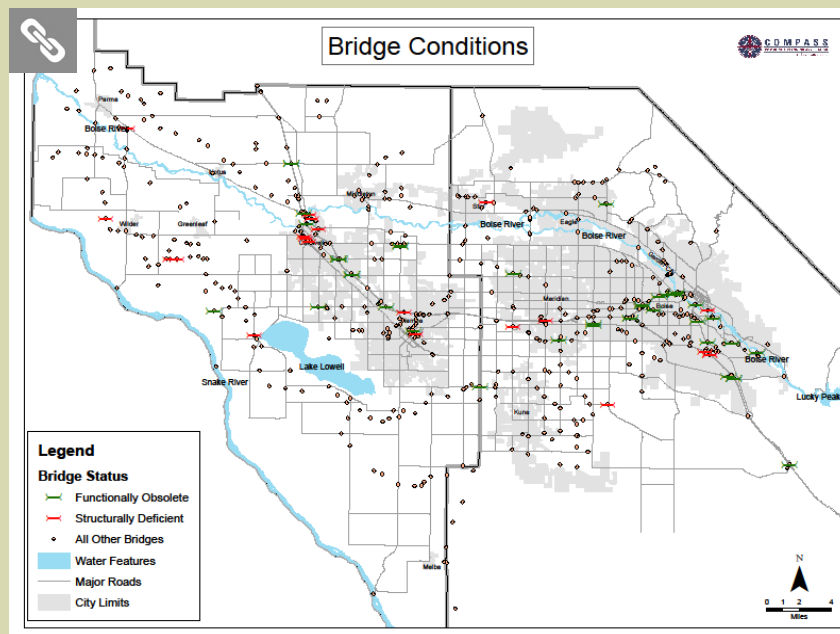 Bridge Conditions
COMPASS
Parma
Boise River
Notus
Middleton
Star
Boise River
Eagle
Boise River
Wilder
Greenleaf
Meridian
Boise
Boise River
Lake Lowell
Snake River
Lucky Peak
Kuna
Melba
Legend
Bridge Status
Functionally Obsolete
Structurally Deficient
All Other Bridges
Water Features
Major Roads
City Limits
N
0 1 2 4
Miles